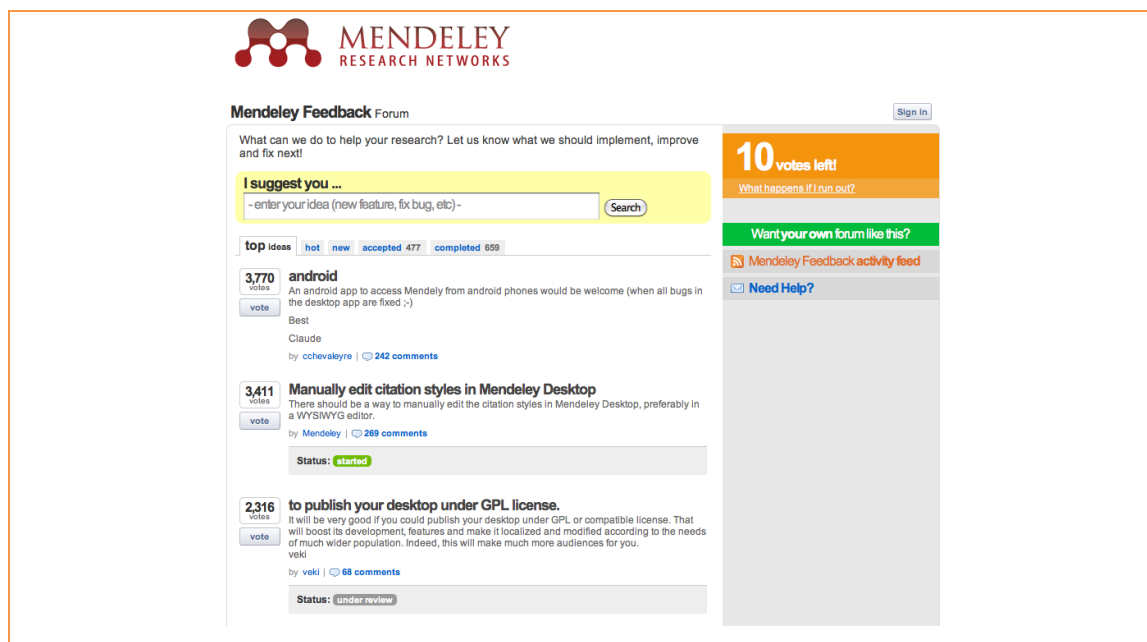 MENDELEY
RESEARCH NETWORKS
Mendeley Feedback Forum
Sign in
What can we do to help your research? Let us know what we should implement, improve
and fix next!
I suggest you ...
- enter your idea (new feature, fix bug, etc) -
Search
top ideas hot new accepted 477 completed 659
3,770
votes
vote
android
An android app to access Mendely from android phones would be welcome (when all bugs in
the desktop app are fixed ;-)
Best
Claude
by cchevaleyre | 242 comments
3,411
votes
vote
Manually edit citation styles in Mendeley Desktop
There should be a way to manually edit the citation styles in Mendeley Desktop, preferably in
a WYSIWYG editor.
by Mendeley | 269 comments
Status: started
2,316
votes
vote
to publish your desktop under GPL license.
It will be very good if you could publish your desktop under GPL or compatible license. That
will boost its development, features and make it localized and modified according to the needs
of much wider population. Indeed, this will make much more audiences for you.
veki
by veki | 68 comments
Status: under review
10 votes left!
What happens if I run out?
Want your own forum like this?
Mendeley Feedback activity feed
Need Help?